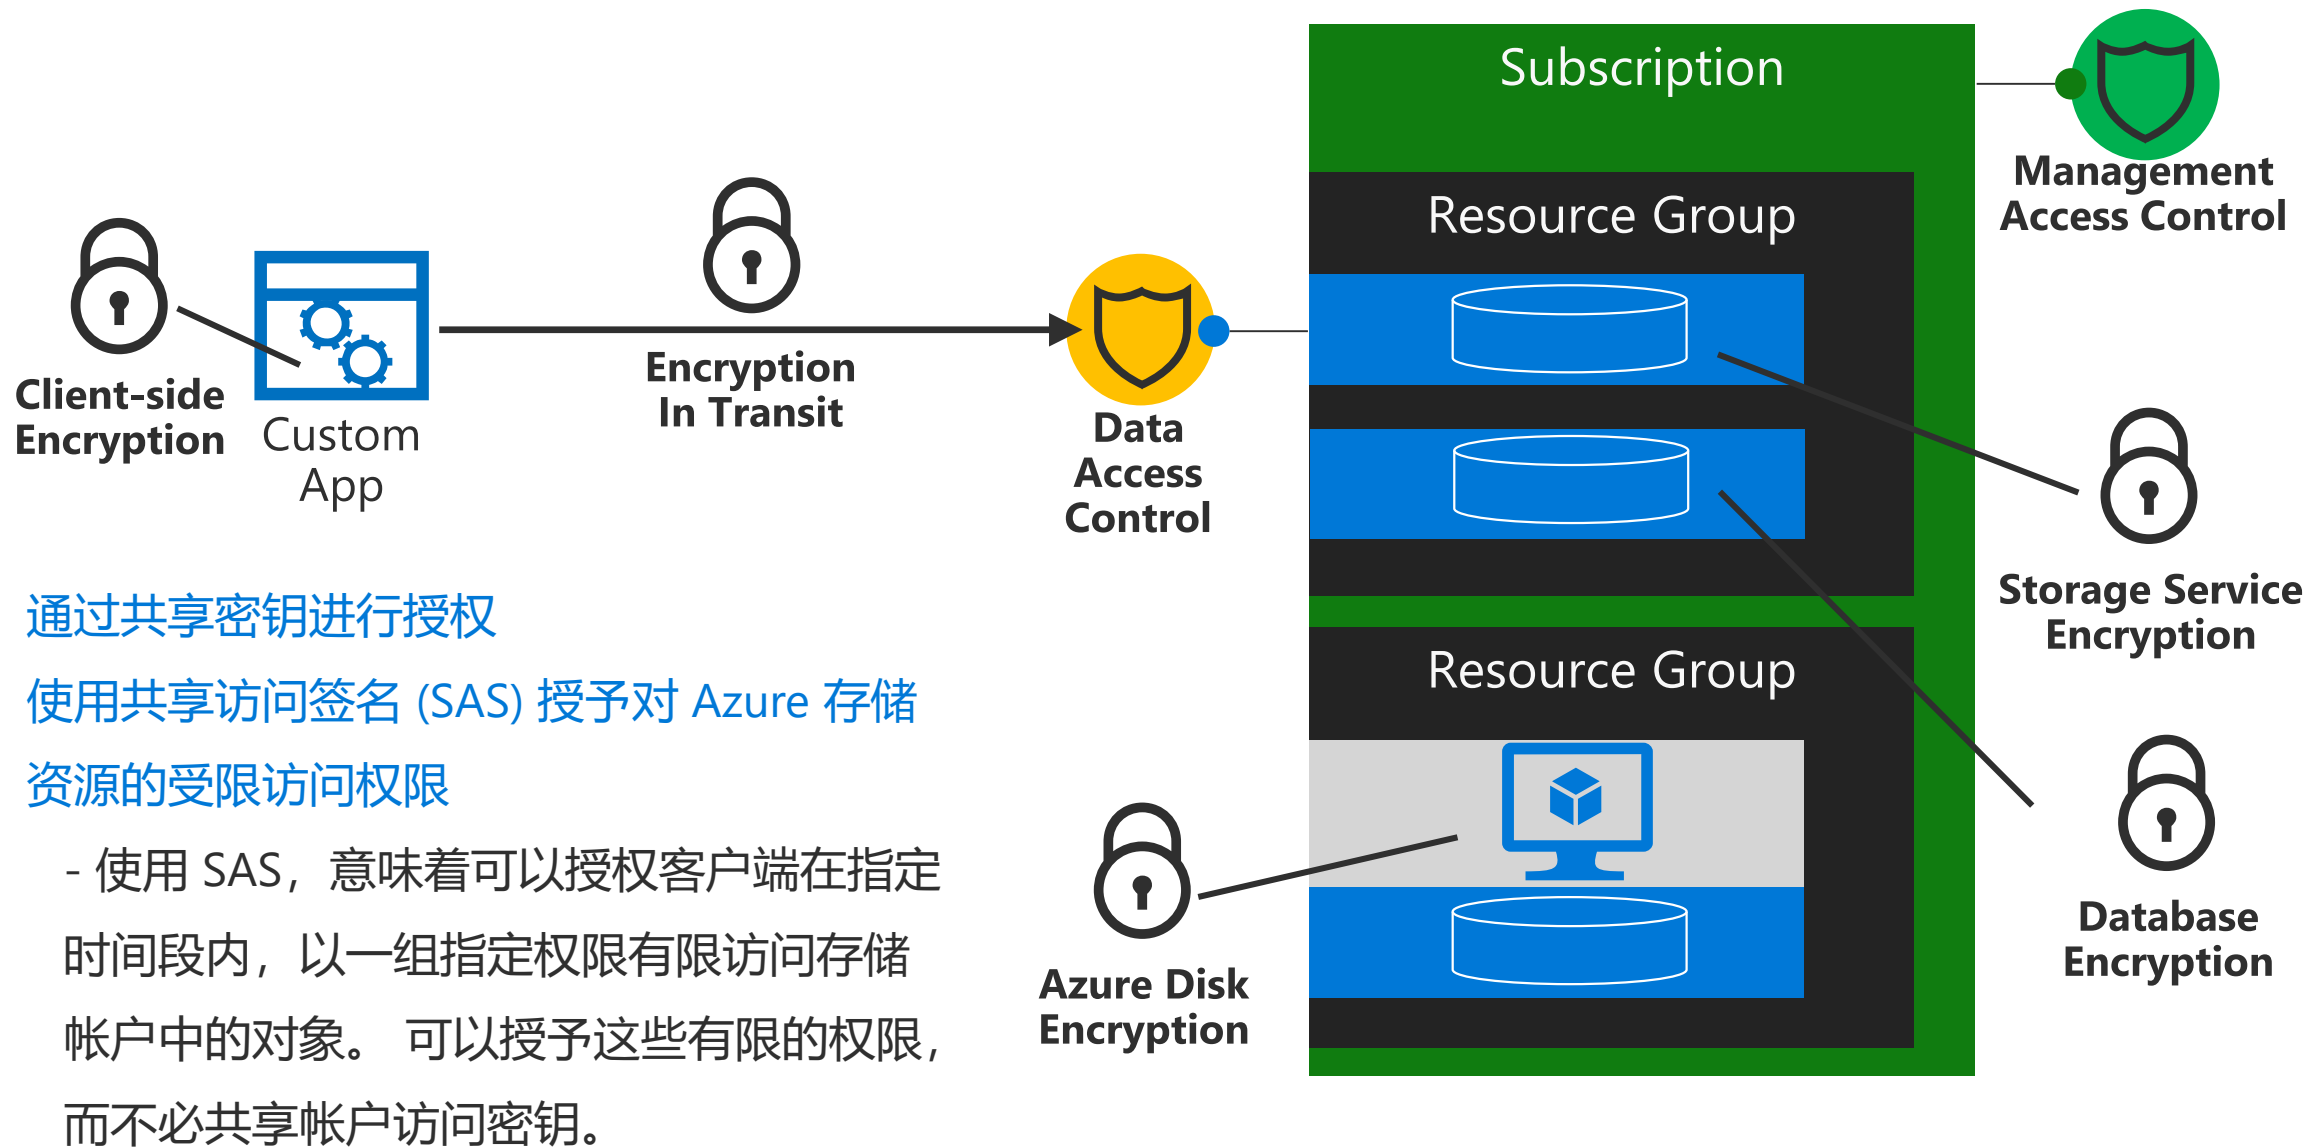 Subscription
Management
Access Control
Resource Group
Client-side
Encryption
Custom
App
Encryption
In Transit
Data
Access
Control
Storage Service
Encryption
Resource Group
Database
Encryption
Azure Disk
Encryption
通过共享密钥进行授权
使用共享访问签名 (SAS) 授予对 Azure 存储
资源的受限访问权限
- 使用 SAS，意味着可以授权客户端在指定
时间段内，以一组指定权限有限访问存储
帐户中的对象。 可以授予这些有限的权限，
而不必共享帐户访问密钥。